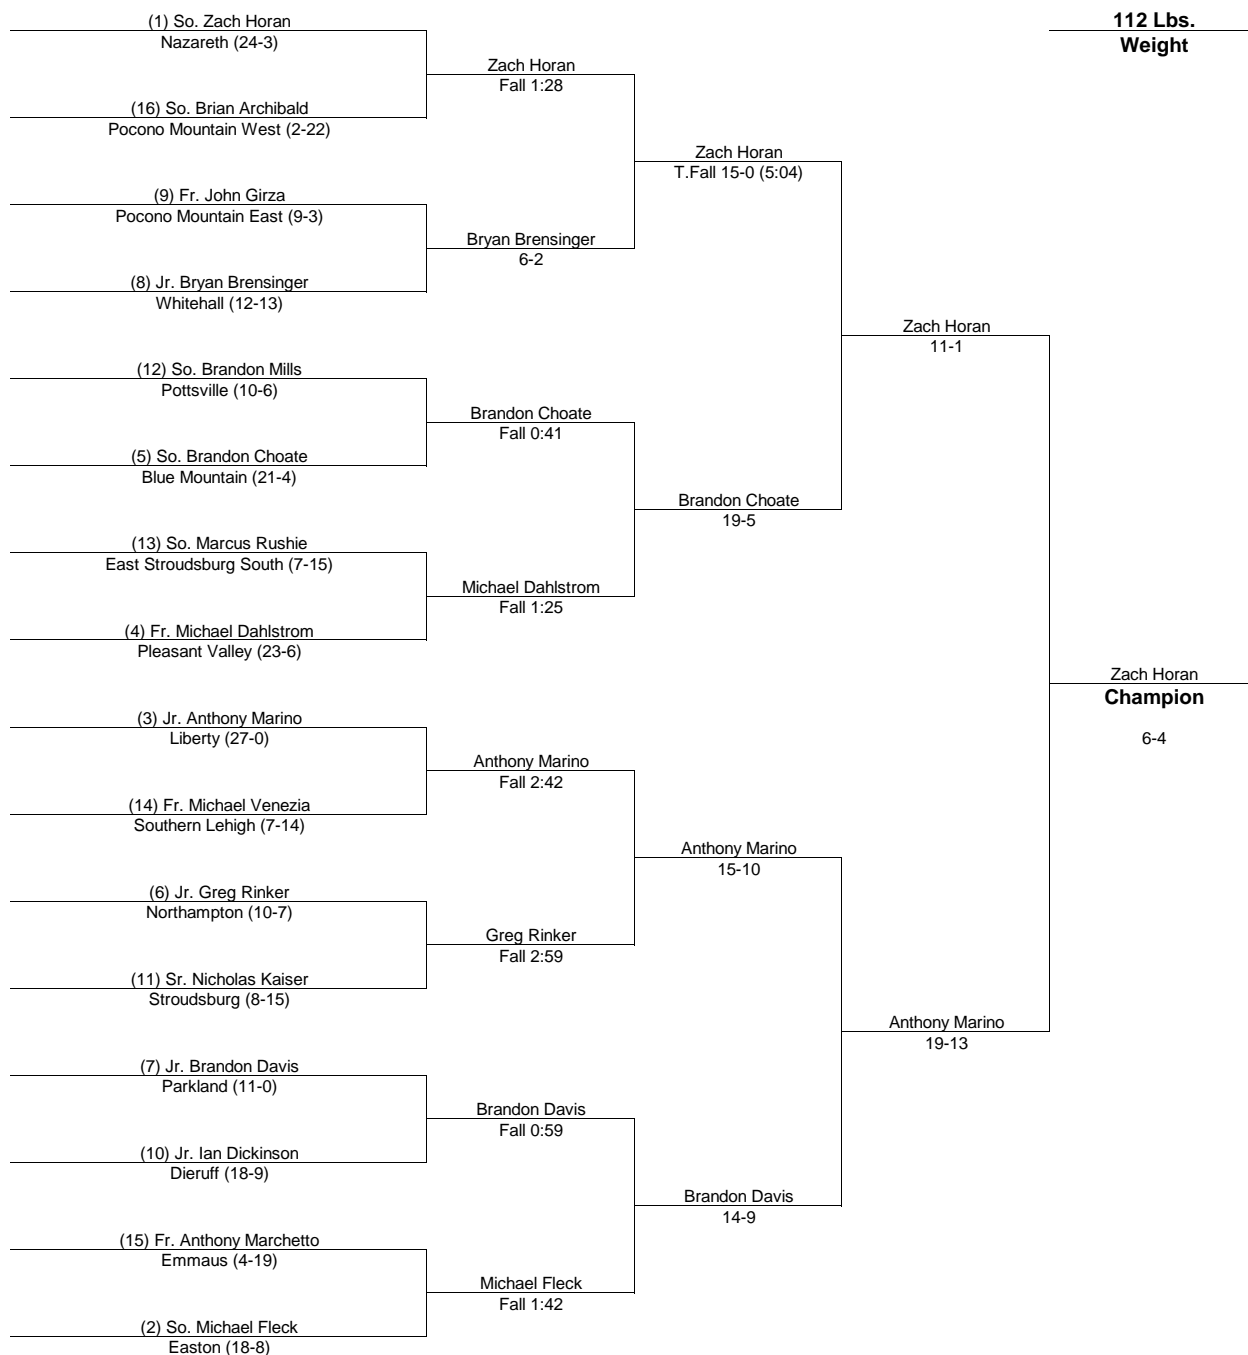 (1) So. Zach Horan
Nazareth (24-3)
(16) So. Brian Archibald
Pocono Mountain West (2-22)
(9) Fr. John Girza
Pocono Mountain East (9-3)
(8) Jr. Bryan Brensinger
Whitehall (12-13)
(12) So. Brandon Mills
Pottsville (10-6)
(5) So. Brandon Choate
Blue Mountain (21-4)
(13) So. Marcus Rushie
East Stroudsburg South (7-15)
(4) Fr. Michael Dahlstrom
Pleasant Valley (23-6)
(3) Jr. Anthony Marino
Liberty (27-0)
(14) Fr. Michael Venezia
Southern Lehigh (7-14)
(6) Jr. Greg Rinker
Northampton (10-7)
(11) Sr. Nicholas Kaiser
Stroudsburg (8-15)
(7) Jr. Brandon Davis
Parkland (11-0)
(10) Jr. Ian Dickinson
Dieruff (18-9)
(15) Fr. Anthony Marchetto
Emmaus (4-19)
(2) So. Michael Fleck
Easton (18-8)
Zach Horan
Fall 1:28
Bryan Brensinger
6-2
Brandon Choate
Fall 0:41
Michael Dahlstrom
Fall 1:25
Anthony Marino
Fall 2:42
Greg Rinker
Fall 2:59
Brandon Davis
Fall 0:59
Michael Fleck
Fall 1:42
Zach Horan
T.Fall 15-0 (5:04)
Brandon Choate
19-5
Anthony Marino
15-10
Brandon Davis
14-9
Zach Horan
11-1
Anthony Marino
19-13
112 Lbs.
Weight
Zach Horan
Champion
6-4